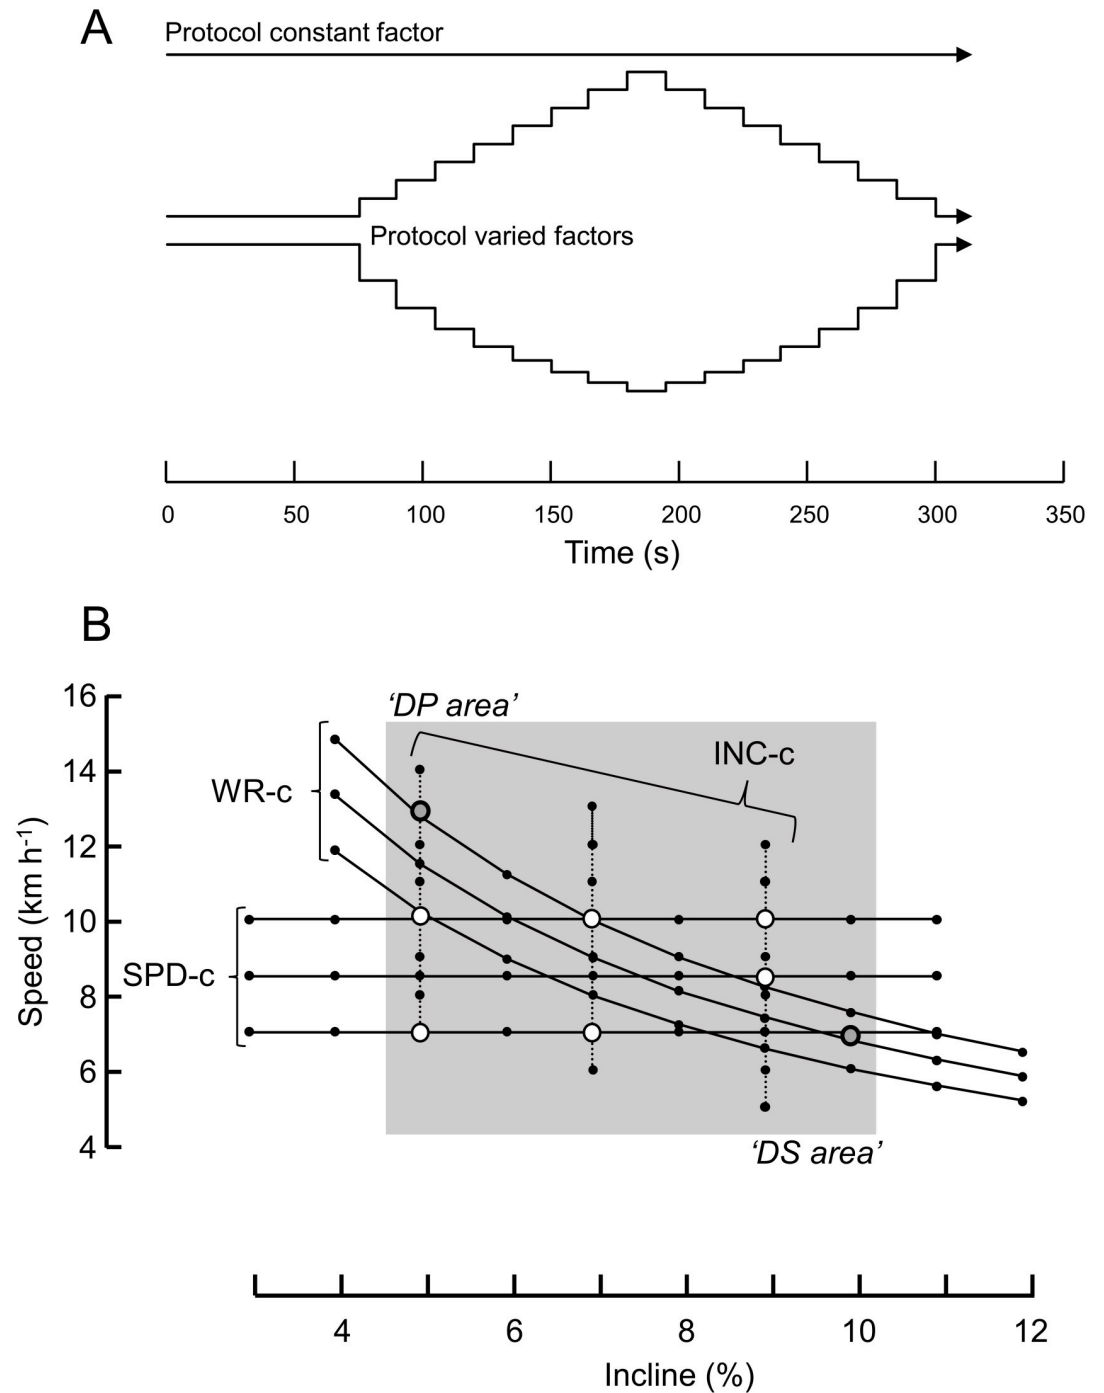 A
Protocol constant factor
Protocol varied factors
0 50 100 150 200 250 300 350
Time (s)
B
16
14
12
10
8
6
4
Speed (km h⁻¹)
'DP area'
INC-c
WR-c
SPD-c
'DS area'
4 6 8 10 12
Incline (%)